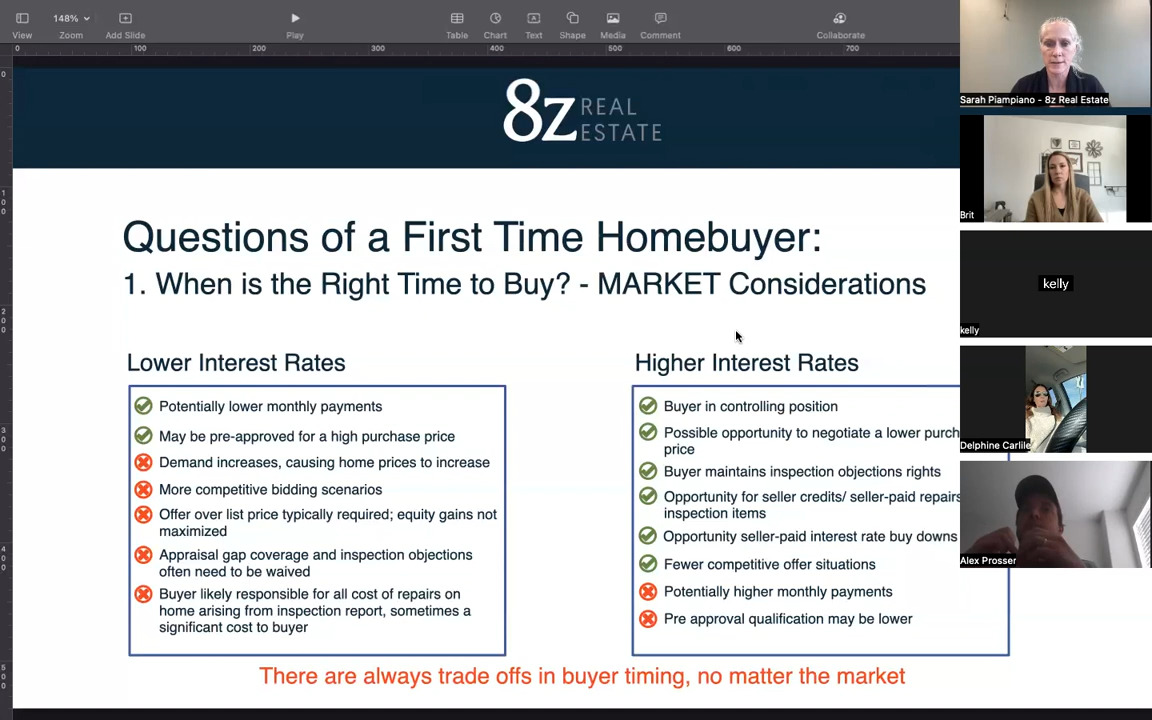 148%
View
Zoom
Add Slide
Play
Table
Chart
Text
Shape
Media
Comment
Collaborate
0 100 200 300 400 500 600 700
0
100
200
300
400
500
8z REAL
ESTATE
Questions of a First Time Homebuyer:
1. When is the Right Time to Buy? - MARKET Considerations
Lower Interest Rates
Potentially lower monthly payments
May be pre-approved for a high purchase price
Demand increases, causing home prices to increase
More competitive bidding scenarios
Offer over list price typically required; equity gains not
maximized
Appraisal gap coverage and inspection objections
often need to be waived
Buyer likely responsible for all cost of repairs on
home arising from inspection report, sometimes a
significant cost to buyer
Higher Interest Rates
Buyer in controlling position
Possible opportunity to negotiate a lower purch
price
Buyer maintains inspection objections rights
Opportunity for seller credits/ seller-paid repairs
inspection items
Opportunity seller-paid interest rate buy downs
Fewer competitive offer situations
Potentially higher monthly payments
Pre approval qualification may be lower
There are always trade offs in buyer timing, no matter the market
Sarah Piampiano - 8z Real Estate
Brit
kelly
kelly
Delphine Carlile
Alex Prosser